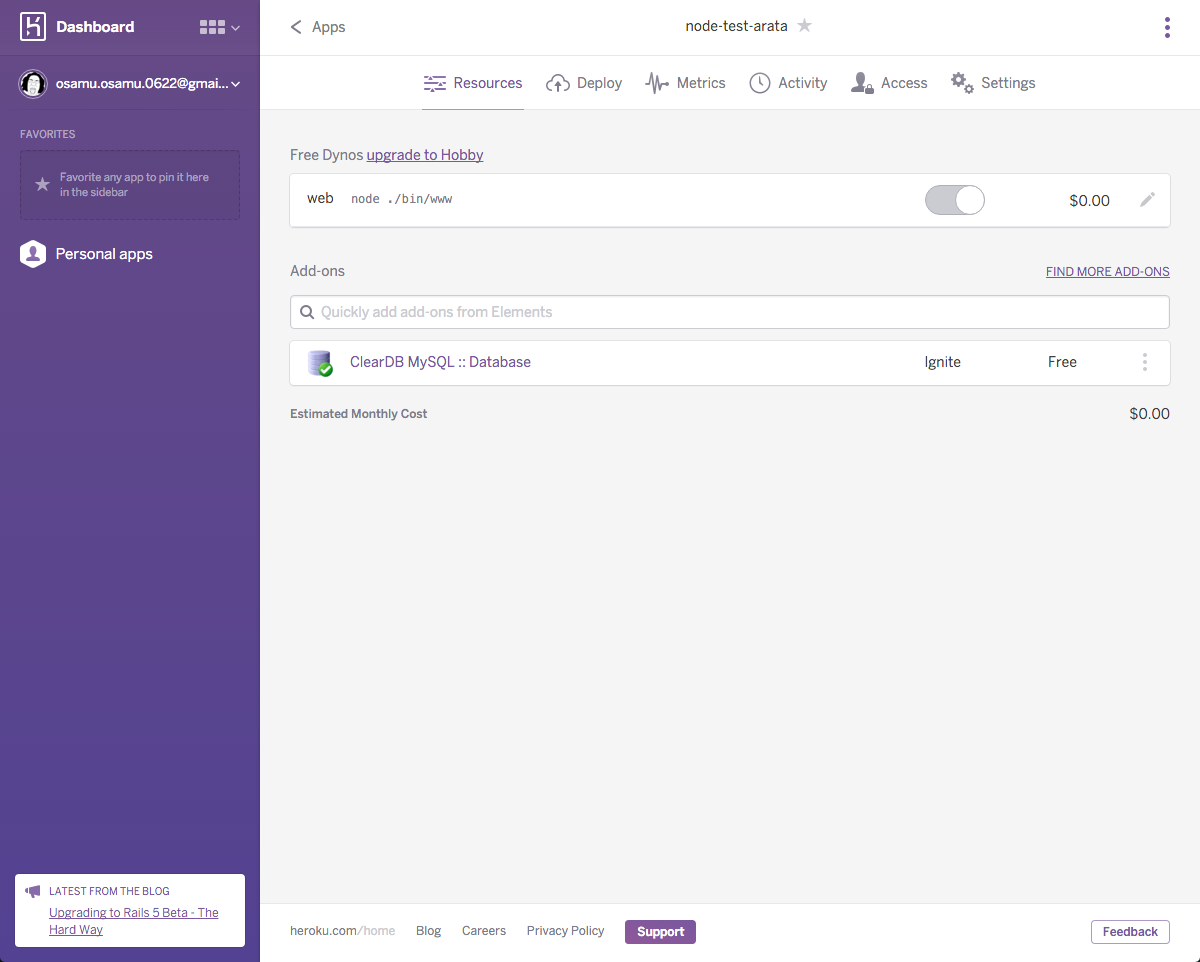 Dashboard
osamu.osamu.0622@gmai...
FAVORITES
Favorite any app to pin it here
in the sidebar
Personal apps
LATEST FROM THE BLOG
Upgrading to Rails 5 Beta - The
Hard Way
Apps
node-test-arata
Resources
Deploy
Metrics
Activity
Access
Settings
Free Dynos upgrade to Hobby
web node ./bin/www $0.00
Add-ons FIND MORE ADD-ONS
Quickly add add-ons from Elements
ClearDB MySQL :: Database Ignite Free
Estimated Monthly Cost $0.00
heroku.com/home Blog Careers Privacy Policy Support Feedback